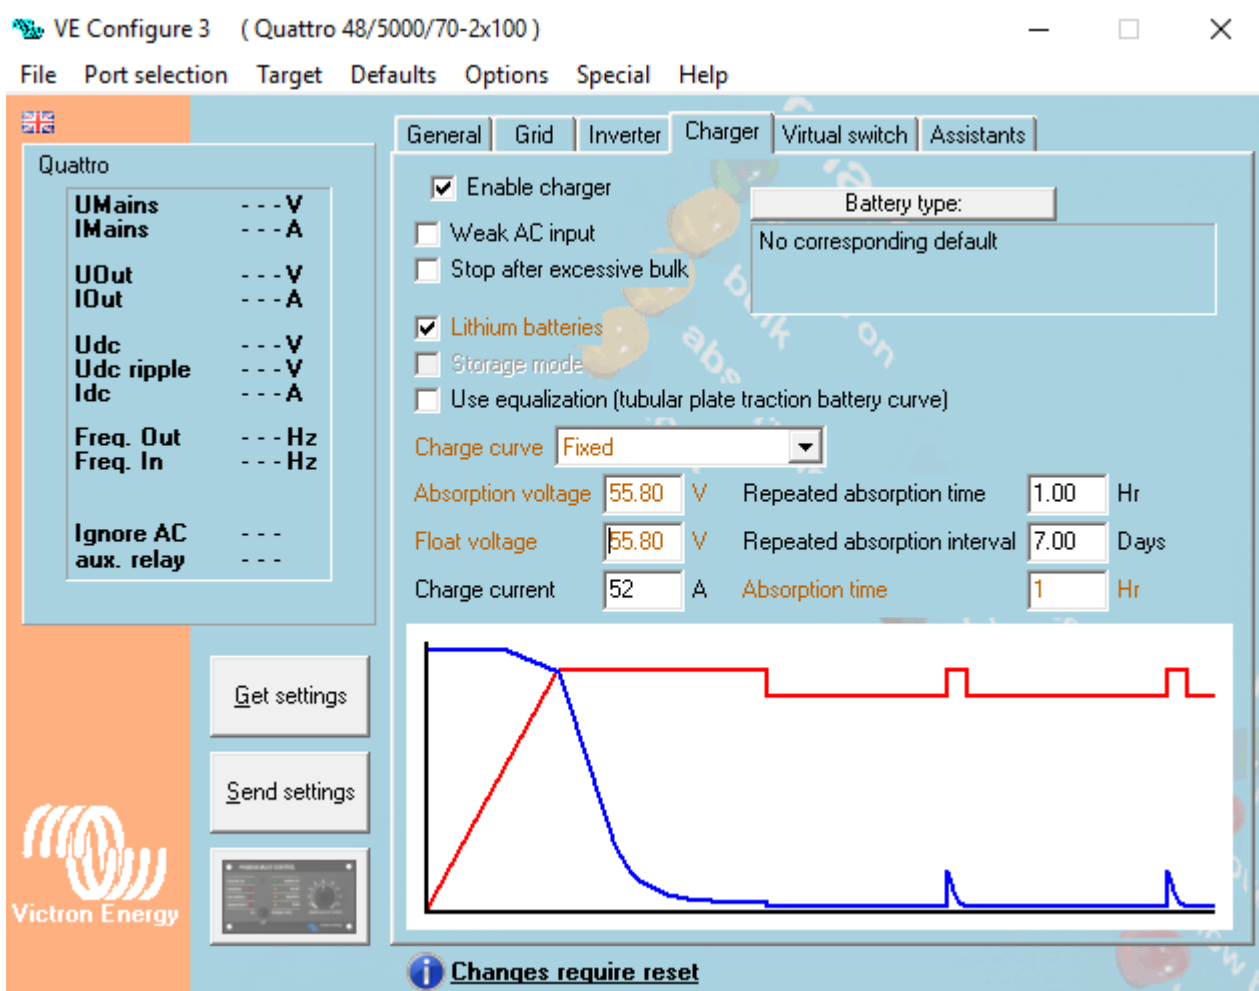 VE Configure 3 ( Quattro 48/5000/70-2x100 )
File Port selection Target Defaults Options Special Help
General Grid Inverter Charger Virtual switch Assistants
Quattro
UMains - - - V
IMains - - - A
UOut - - - V
IOut - - - A
Udc - - - V
Udc ripple - - - V
Idc - - - A
Freq. Out - - - Hz
Freq. In - - - Hz
Ignore AC - - -
aux. relay - - -
Get settings
Send settings
Victron Energy
Enable charger
Battery type:
No corresponding default
Weak AC input
Stop after excessive bulk
Lithium batteries
Storage mode
Use equalization (tubular plate traction battery curve)
Charge curve Fixed
Absorption voltage 55.80 V Repeated absorption time 1.00 Hr
Float voltage 55.80 V Repeated absorption interval 7.00 Days
Charge current 52 A Absorption time 1 Hr
bulk
abs
on
Changes require reset